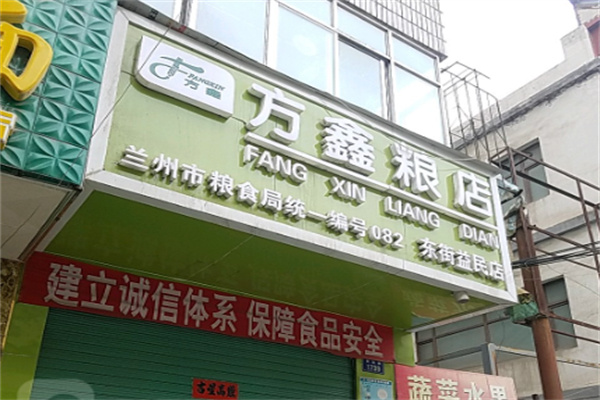 FANGXIN
方鑫
方鑫粮店
FANG XIN LIANG DIAN
兰州市粮食局统一编号082 东街益民店
建立诚信体系 保障食品安全
蔬菜水果